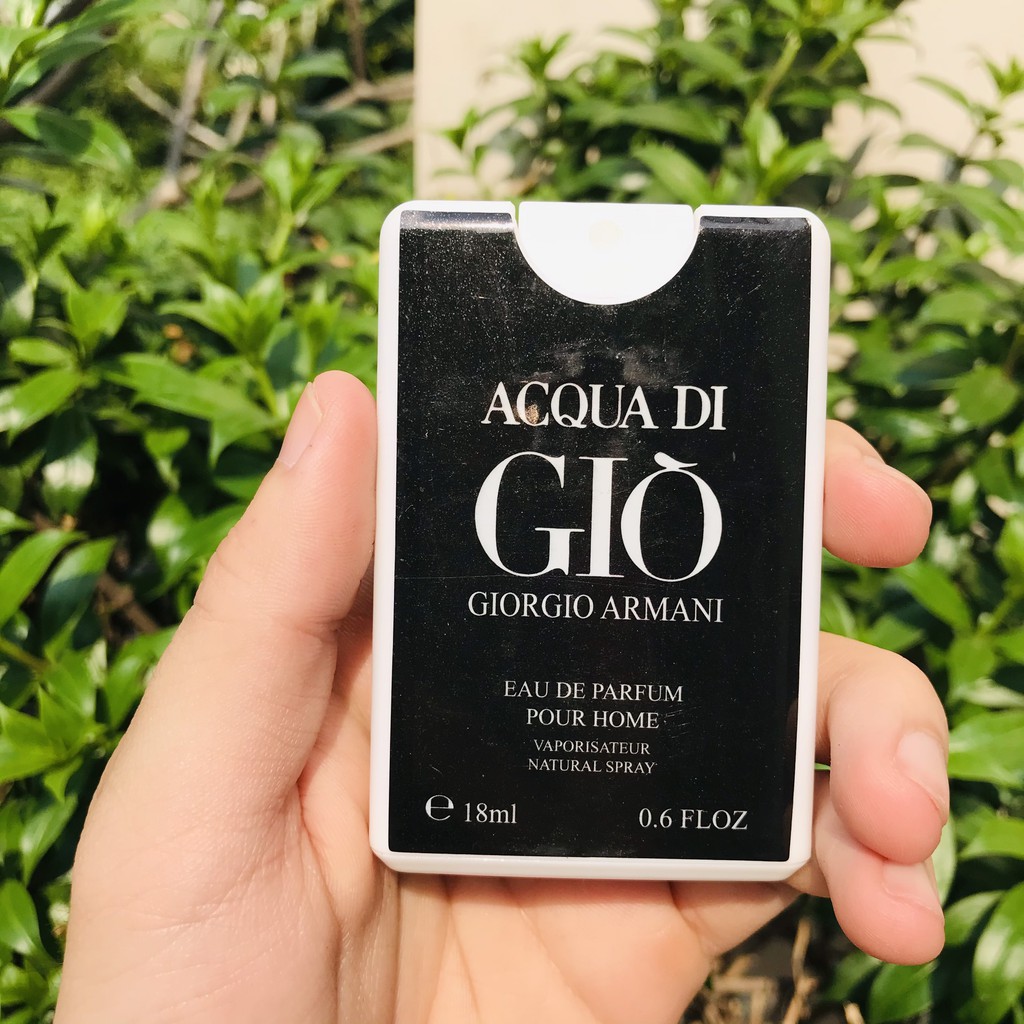 ACQUA DI
GIÒ
GIORGIO ARMANI
EAU DE PARFUM
POUR HOME
VAPORISATEUR
NATURAL SPRAY
℮ 18ml
0.6 FLOZ